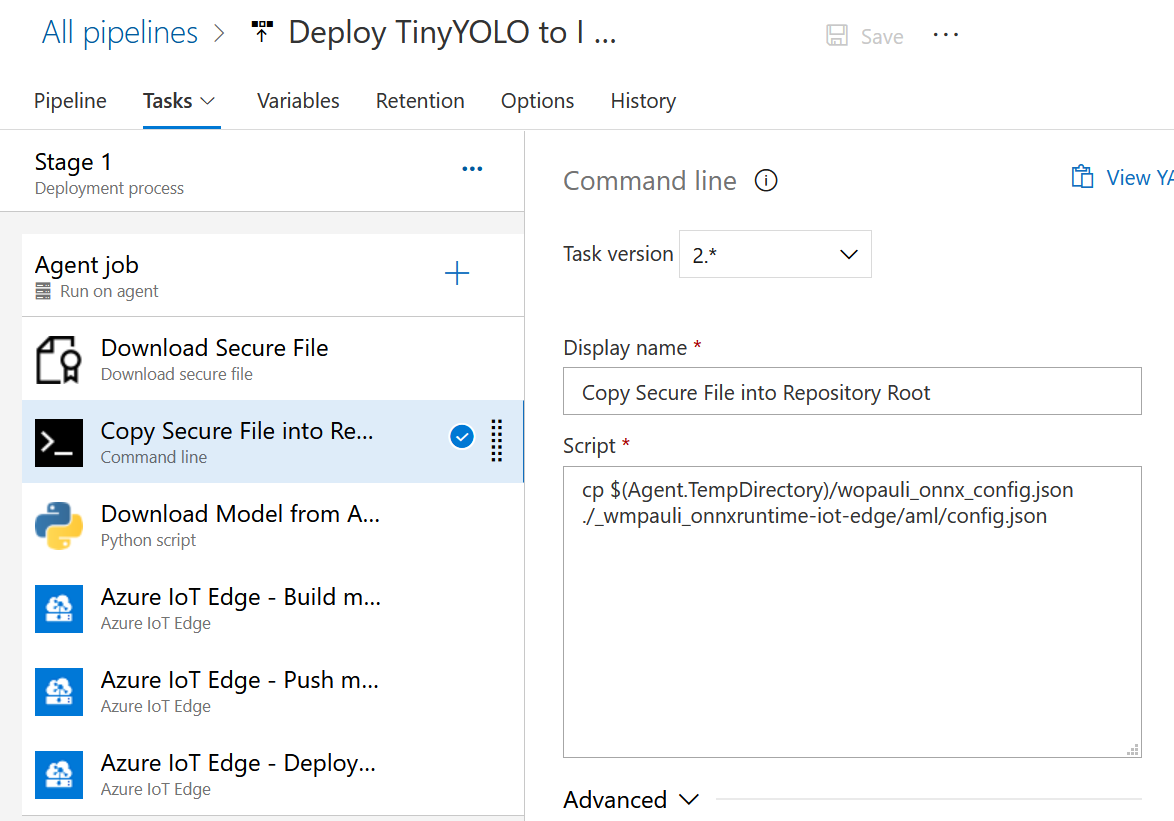 All pipelines > Deploy TinyYOLO to I ...
Save ...
Pipeline Tasks Variables Retention Options History
Stage 1
Deployment process
Agent job
Run on agent
Download Secure File
Download secure file
Copy Secure File into Re...
Command line
Download Model from A...
Python script
Azure IoT Edge - Build m...
Azure IoT Edge
Azure IoT Edge - Push m...
Azure IoT Edge
Azure IoT Edge - Deploy...
Azure IoT Edge
Command line
View YA
Task version 2.*
Display name *
Copy Secure File into Repository Root
Script *
cp $(Agent.TempDirectory)/wopauli_onnx_config.json
./_wmpauli_onnxruntime-iot-edge/aml/config.json
Advanced